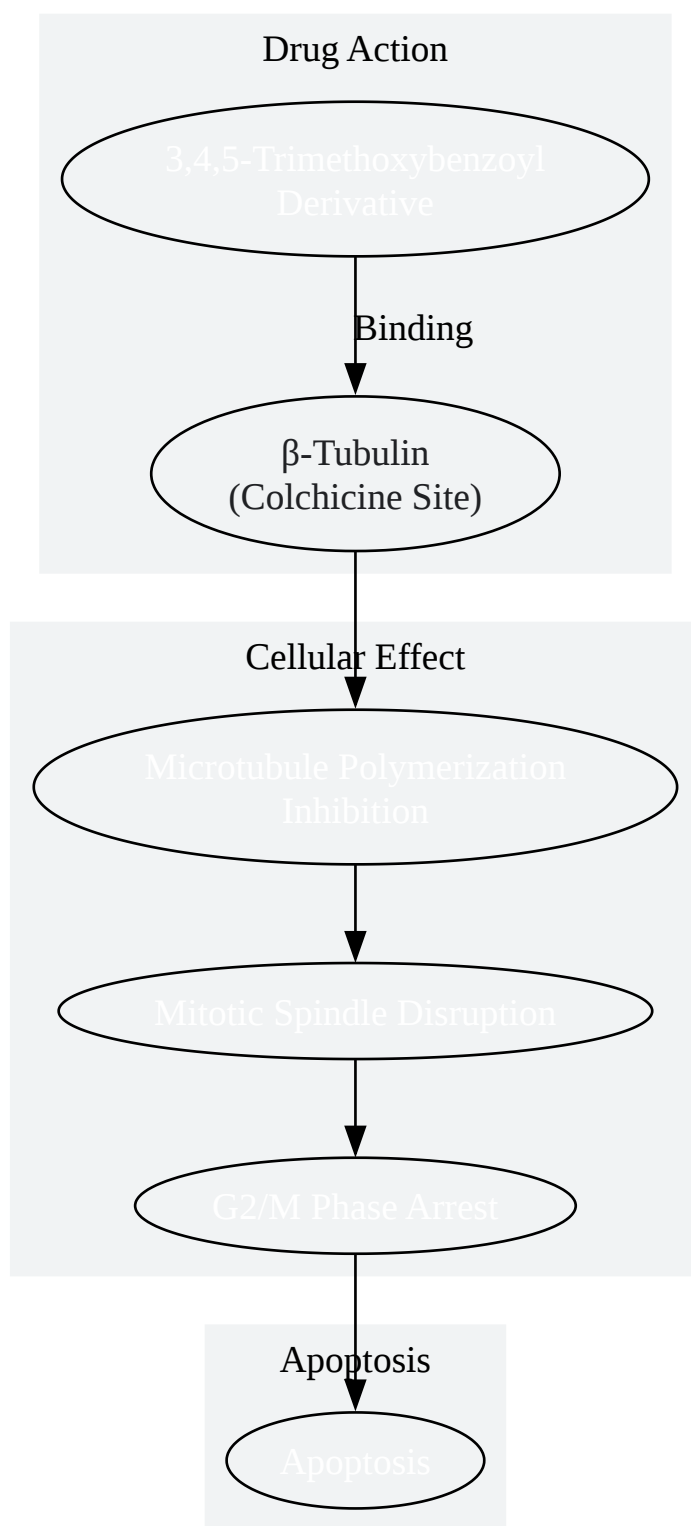 Drug Action
3,4,5-Trimethoxybenzoyl
Derivative
Binding
β-Tubulin
(Colchicine Site)
Cellular Effect
Microtubule Polymerization
Inhibition
Mitotic Spindle Disruption
G2/M Phase Arrest
Apoptosis
Apoptosis